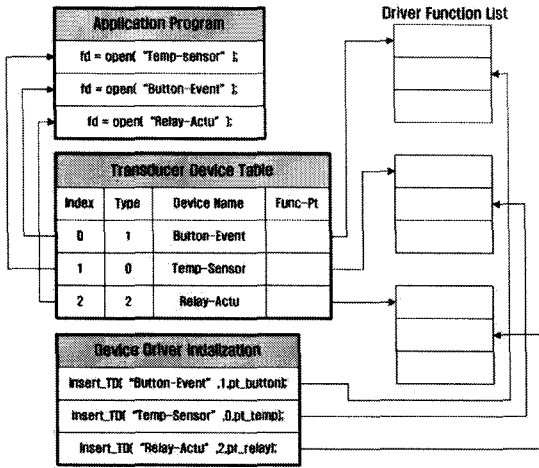 Application Program
fd = open( "Temp-sensor" );
fd = open( "Button-Event" );
fd = open( "Relay-Actu" );
Driver Function List
Transducer Device Table
Index Type Device Name Func-Pt
0 1 Button-Event
1 0 Temp-Sensor
2 2 Relay-Actu
Device Driver Initialization
Insert_TD( "Button-Event" ,1,pt_button);
Insert_TD( "Temp-Sensor" ,0,pt_temp);
Insert_TD( "Relay-Actu" ,2,pt_relay);